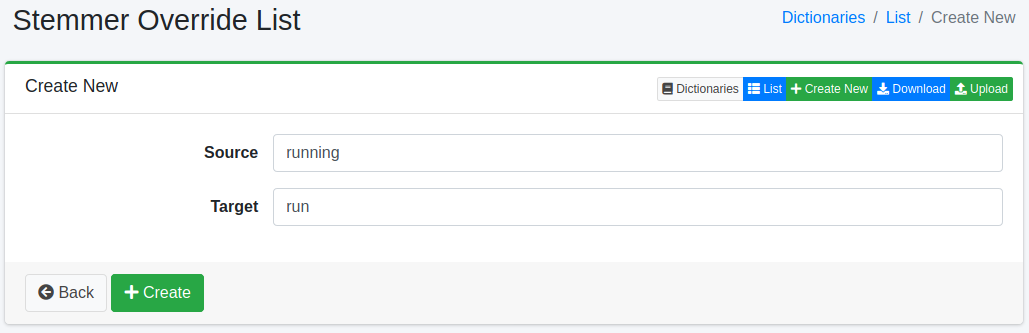 Stemmer Override List
Dictionaries / List / Create New
Create New
Dictionaries List Create New Download Upload
Source running
Target run
Back Create